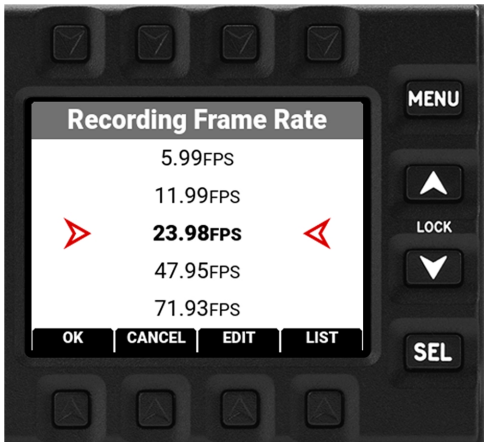 MENU
Recording Frame Rate
5.99FPS
11.99FPS
23.98FPS
LOCK
47.95FPS
71.93FPS
OK CANCEL EDIT LIST
SEL